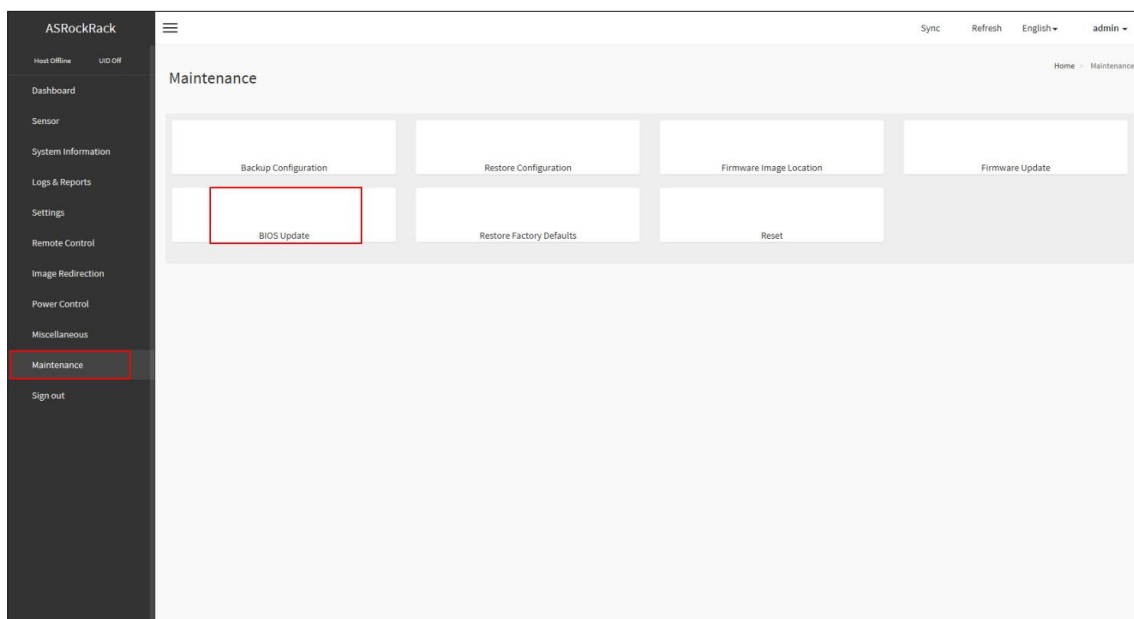 ASRockRack
Sync Refresh English admin
Host Offline UID Off
Home > Maintenance
Maintenance
Dashboard
Sensor
System Information
Logs & Reports
Settings
Remote Control
Image Redirection
Power Control
Miscellaneous
Maintenance
Sign out
Backup Configuration Restore Configuration Firmware Image Location Firmware Update
BIOS Update Restore Factory Defaults Reset